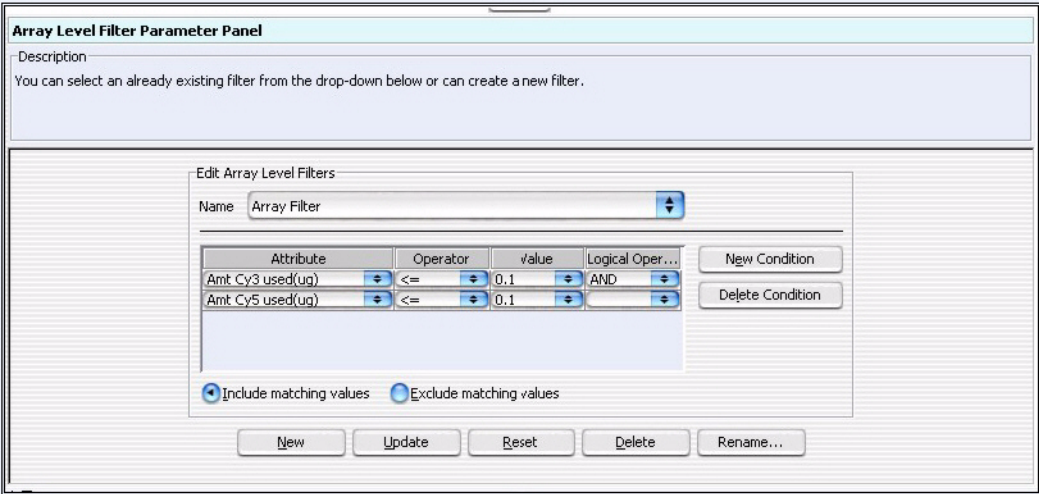 Array Level Filter Parameter Panel
Description
You can select an already existing filter from the drop-down below or can create a new filter.
Edit Array Level Filters
Name Array Filter
Attribute Operator Value Logical Oper...
Amt Cy3 used(ug) <= 0.1 AND
Amt Cy5 used(ug) <= 0.1
New Condition
Delete Condition
Include matching values Exclude matching values
New Update Reset Delete Rename...